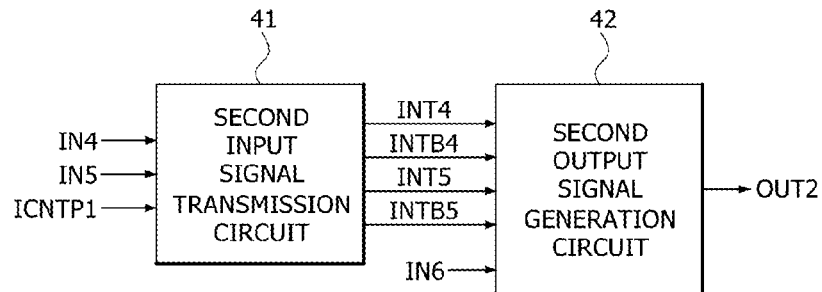 41
42
SECOND
INPUT
SIGNAL
TRANSMISSION
CIRCUIT
IN4
IN5
ICNTP1
INT4
INTB4
INT5
INTB5
IN6
SECOND
OUTPUT
SIGNAL
GENERATION
CIRCUIT
OUT2